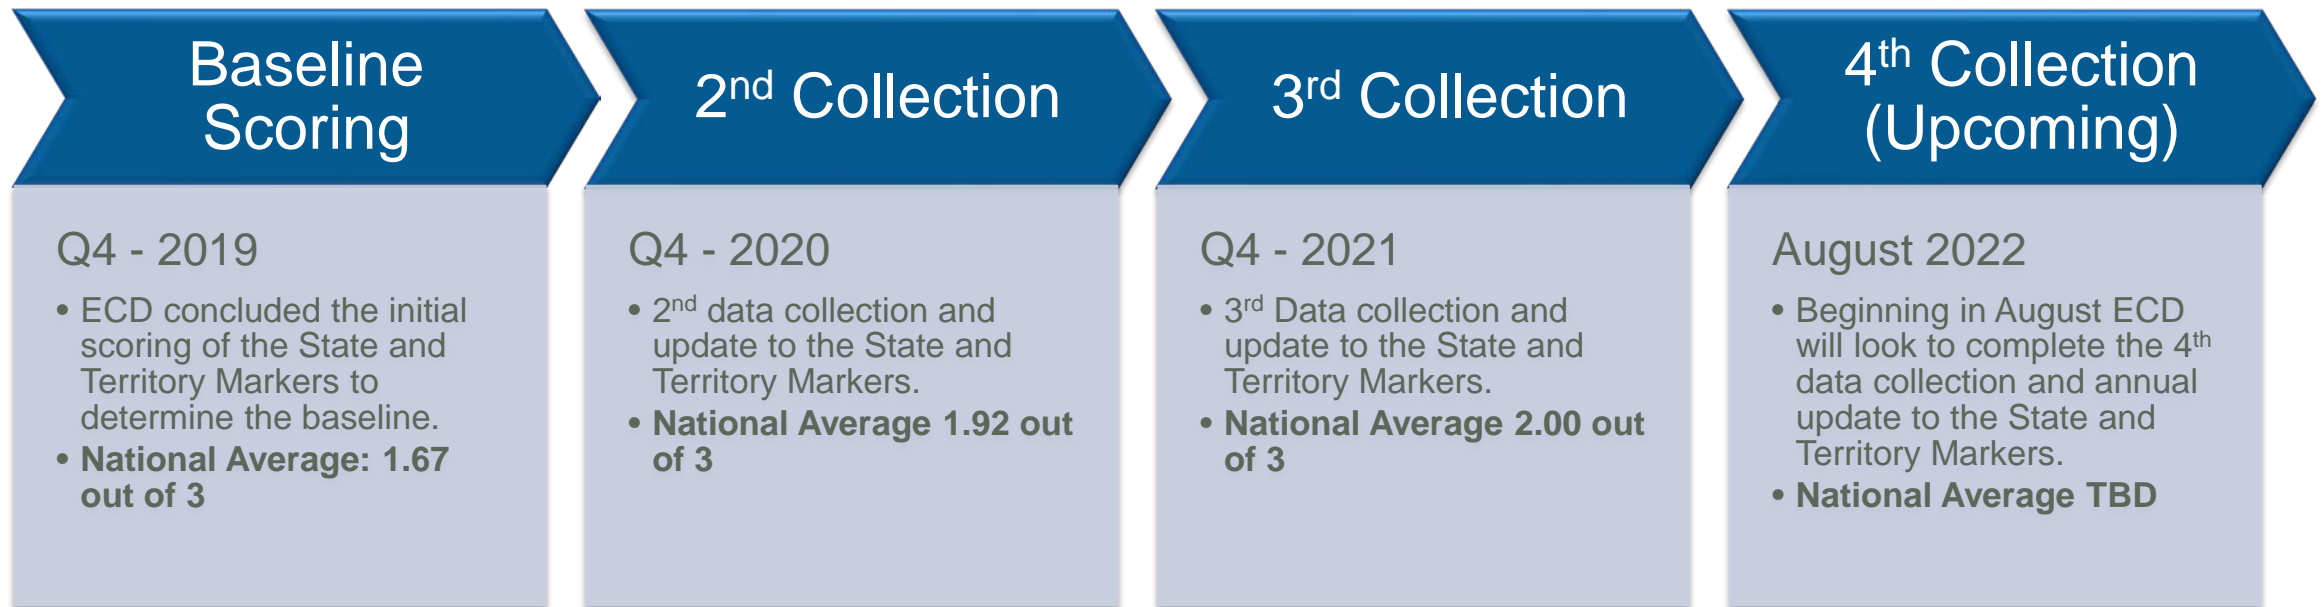 Baseline
Scoring
Q4 - 2019
• ECD concluded the initial
scoring of the State and
Territory Markers to
determine the baseline.
• National Average: 1.67
out of 3
2nd Collection
Q4 - 2020
• 2nd data collection and
update to the State and
Territory Markers.
• National Average 1.92 out
of 3
3rd Collection
Q4 - 2021
• 3rd Data collection and
update to the State and
Territory Markers.
• National Average 2.00 out
of 3
4th Collection
(Upcoming)
August 2022
• Beginning in August ECD
will look to complete the 4th
data collection and annual
update to the State and
Territory Markers.
• National Average TBD